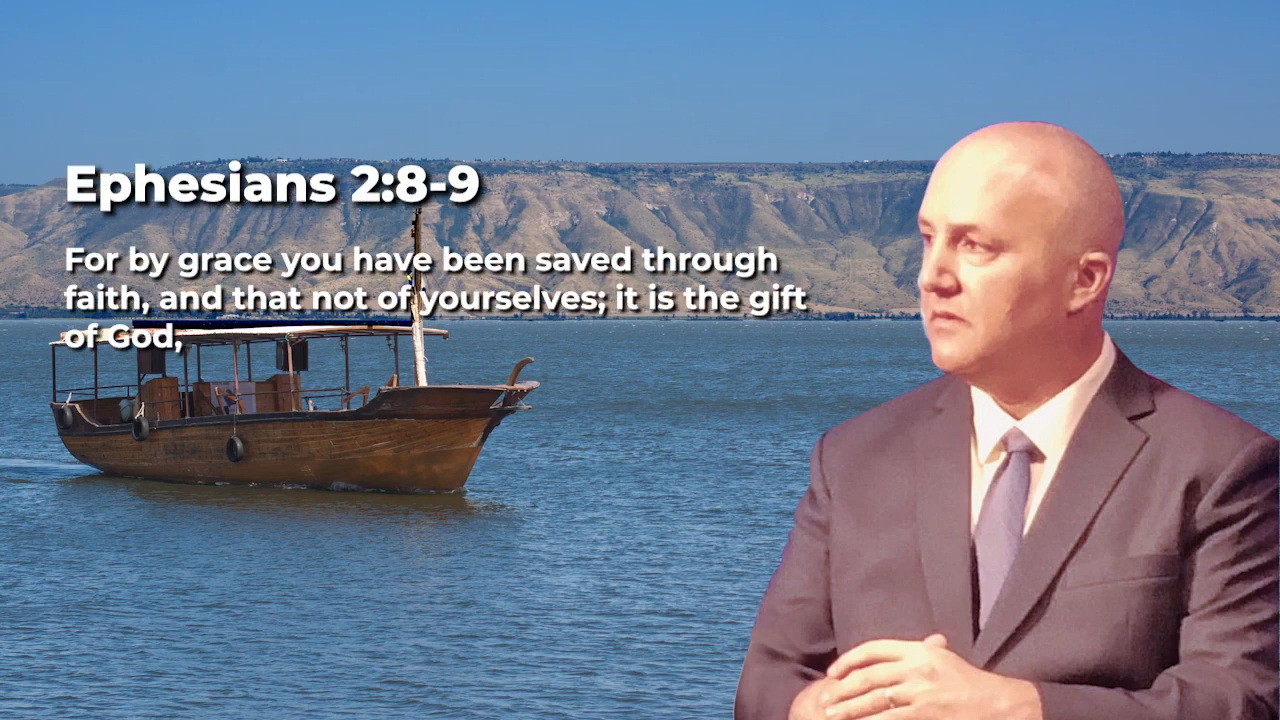 Ephesians 2:8-9
For by grace you have been saved through
faith, and that not of yourselves; it is the gift
of God,